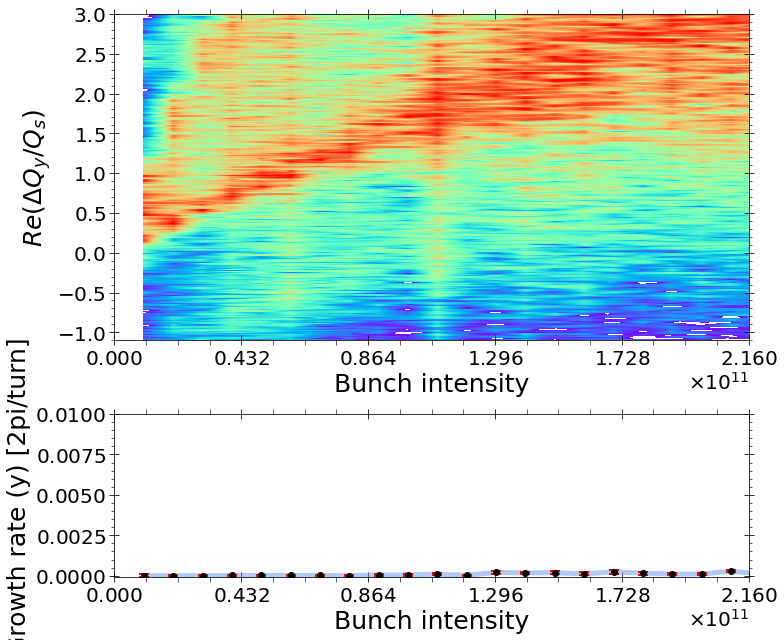 3.0
2.5
2.0
1.5
1.0
0.5
0.0
−0.5
−1.0
Re(ΔQ_y/Q_s)
0.000 0.432 0.864 1.296 1.728 2.160
Bunch intensity
×10¹¹
0.0100
0.0075
0.0050
0.0025
0.0000
rate (y) [2pi/turn]
0.000 0.432 0.864 1.296 1.728 2.160
Bunch intensity
×10¹¹